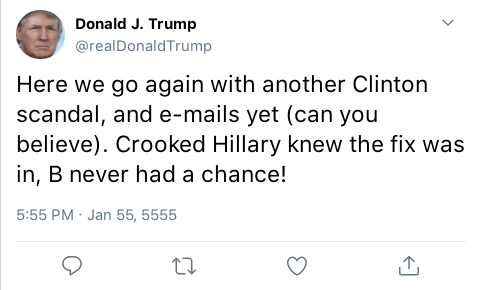 Donald J. Trump
@realDonaldTrump
Here we go again with another Clinton
scandal, and e-mails yet (can you
believe). Crooked Hillary knew the fix was
in, B never had a chance!
5:55 PM · Jan 55, 5555